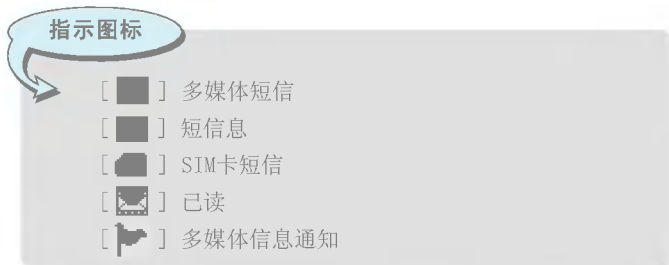 指示图标
[ ] 多媒体短信
[ ] 短信息
[ ] SIM卡短信
[ ] 已读
[ ] 多媒体信息通知